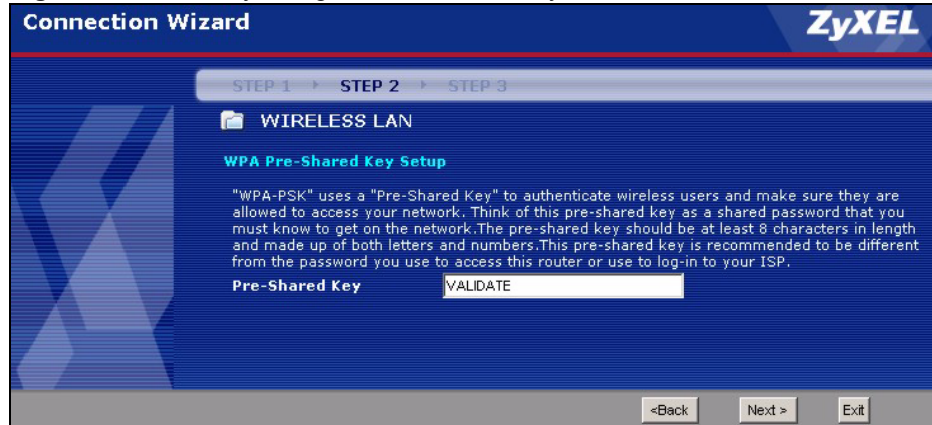 Connection Wizard
ZyXEL
STEP 1 STEP 2 STEP 3
WIRELESS LAN
WPA Pre-Shared Key Setup
"WPA-PSK" uses a "Pre-Shared Key" to authenticate wireless users and make sure they are
allowed to access your network. Think of this pre-shared key as a shared password that you
must know to get on the network.The pre-shared key should be at least 8 characters in length
and made up of both letters and numbers.This pre-shared key is recommended to be different
from the password you use to access this router or use to log-in to your ISP.
Pre-Shared Key VALIDATE
<Back Next > Exit